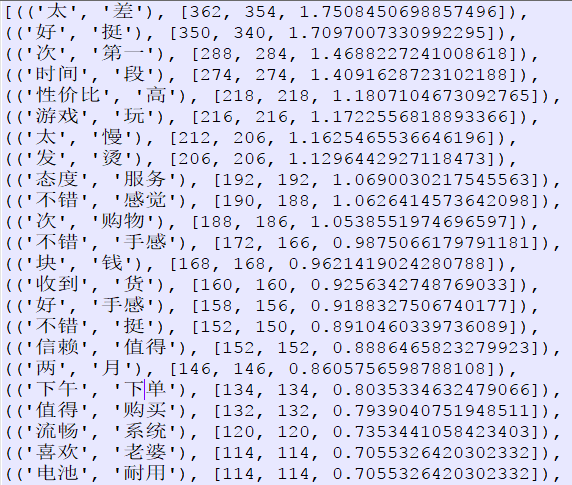 [(('太', '差'), [362, 354, 1.7508450698857496]),
(('好', '挺'), [350, 340, 1.7097007330992295]),
(('次', '第一'), [288, 284, 1.4688227241008618]),
(('时间', '段'), [274, 274, 1.4091628723102188]),
(('性价比', '高'), [218, 218, 1.1807104673092765]),
(('游戏', '玩'), [216, 216, 1.1722556818893366]),
(('太', '慢'), [212, 206, 1.1625465536646196]),
(('发', '烫'), [206, 206, 1.1296442927118473]),
(('态度', '服务'), [192, 192, 1.0690030217545563]),
(('不错', '感觉'), [190, 188, 1.0626414573642098]),
(('次', '购物'), [188, 186, 1.0538551974696597]),
(('不错', '手感'), [172, 166, 0.9875066179791181]),
(('块', '钱'), [168, 168, 0.9621419024280788]),
(('收到', '货'), [160, 160, 0.9256342748769033]),
(('好', '手感'), [158, 156, 0.9188327506740177]),
(('不错', '挺'), [152, 150, 0.8910460339736089]),
(('信赖', '值得'), [152, 152, 0.8886465823279923]),
(('两', '月'), [146, 146, 0.8605756598788108]),
(('下午', '下单'), [134, 134, 0.8035334632479066]),
(('值得', '购买'), [132, 132, 0.7939040751948511]),
(('流畅', '系统'), [120, 120, 0.7353441058423403]),
(('喜欢', '老婆'), [114, 114, 0.7055326420302332]),
(('电池', '耐用'), [114, 114, 0.7055326420302332]),